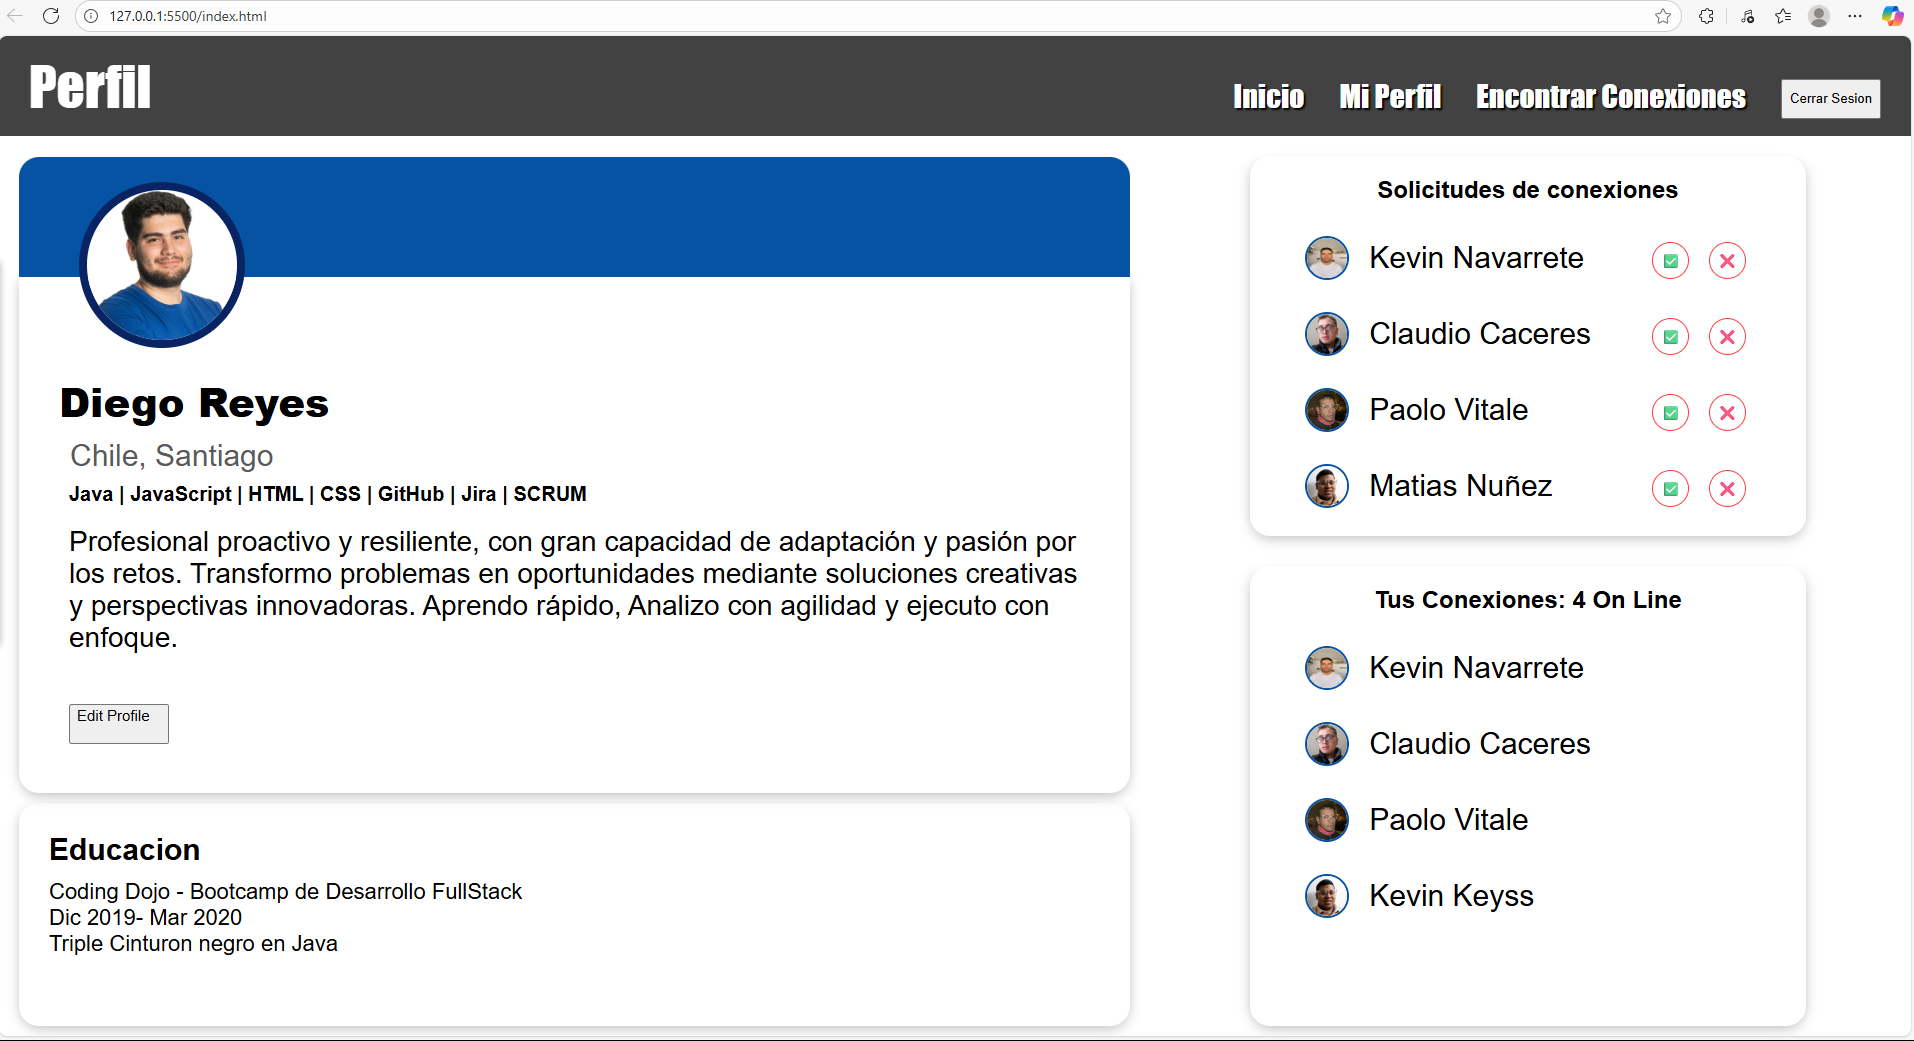 127.0.0.1:5500/index.html
Perfil
Inicio
Mi Perfil
Encontrar Conexiones
Cerrar Sesion
Diego Reyes
Chile, Santiago
Java | JavaScript | HTML | CSS | GitHub | Jira | SCRUM
Profesional proactivo y resiliente, con gran capacidad de adaptación y pasión por
los retos. Transformo problemas en oportunidades mediante soluciones creativas
y perspectivas innovadoras. Aprendo rápido, Analizo con agilidad y ejecuto con
enfoque.
Edit Profile
Educacion
Coding Dojo - Bootcamp de Desarrollo FullStack
Dic 2019- Mar 2020
Triple Cinturon negro en Java
Solicitudes de conexiones
Kevin Navarrete
Claudio Caceres
Paolo Vitale
Matias Nuñez
Tus Conexiones: 4 On Line
Kevin Navarrete
Claudio Caceres
Paolo Vitale
Kevin Keyss